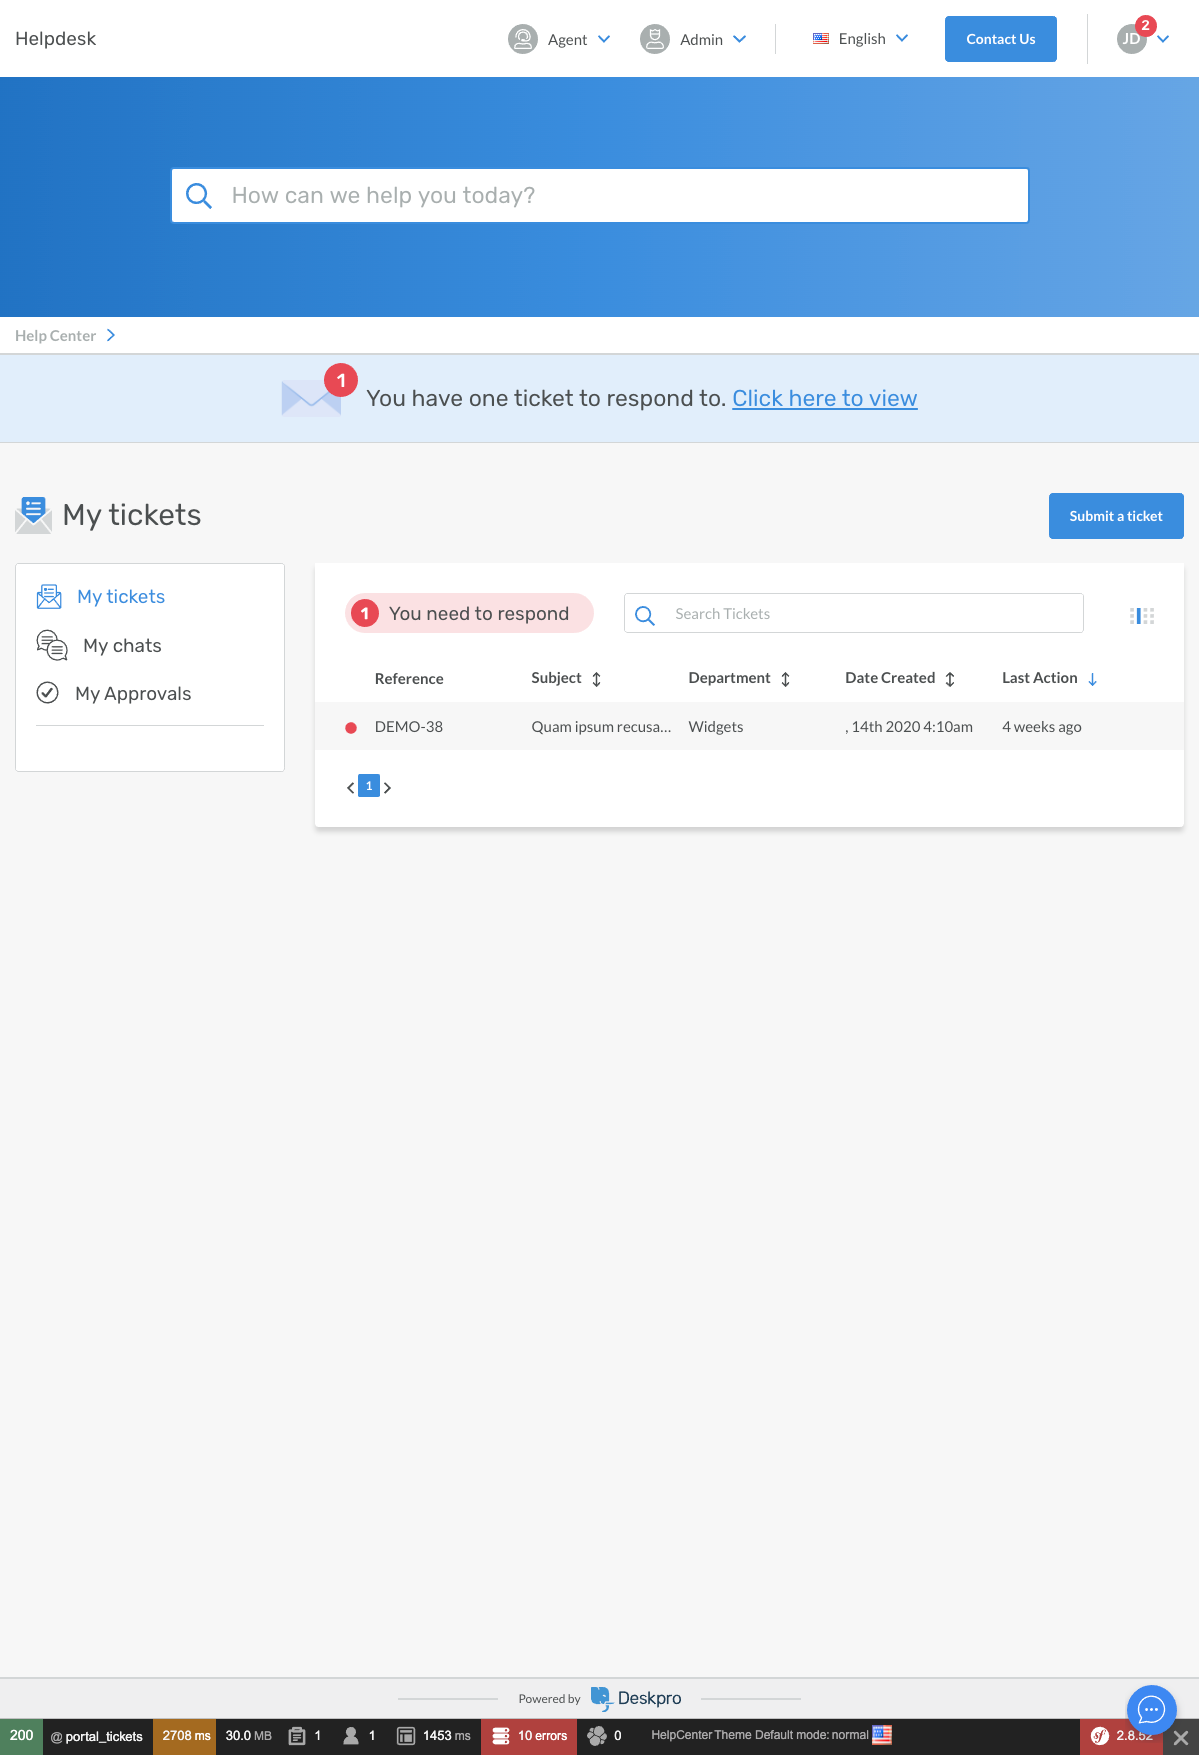 Helpdesk
Agent
Admin
English
Contact Us
JD
2
How can we help you today?
Help Center
1
You have one ticket to respond to. Click here to view
My tickets
Submit a ticket
My tickets
My chats
My Approvals
1 You need to respond
Search Tickets
Reference Subject Department Date Created Last Action
DEMO-38 Quam ipsum recusa... Widgets , 14th 2020 4:10am 4 weeks ago
1
Powered by Deskpro
200 @ portal_tickets 2708 ms 30.0 MB 1 1 1453 ms 10 errors 0 HelpCenter Theme Default mode: normal sf 2.8.52